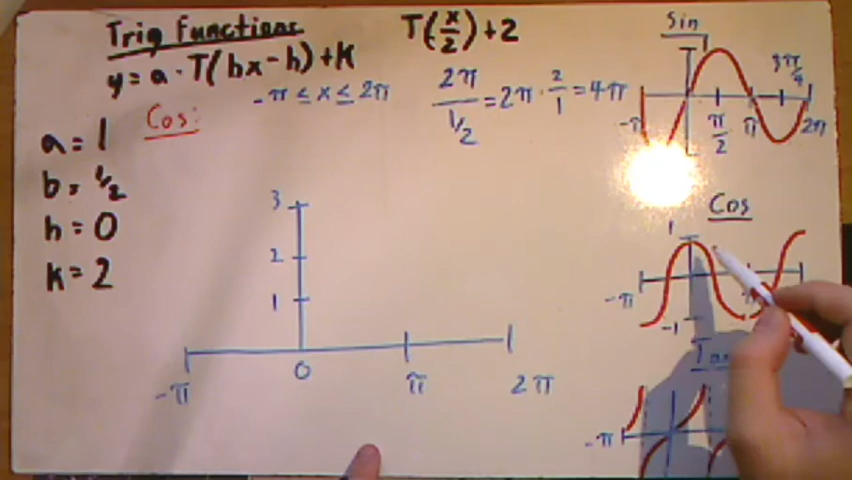 Trig Functions
y = a · T(bx-h)+K
-π ≤ x ≤ 2π
T(x/2)+2
2π/1/2 = 2π · 2/1 = 4π
a = 1
b = 1/2
h = 0
K = 2
Cos:
3
2
1
-π
0
π
2π
Sin
1
-π
π/2
π
3π/4
2π
Cos
1
-π
-1
-π